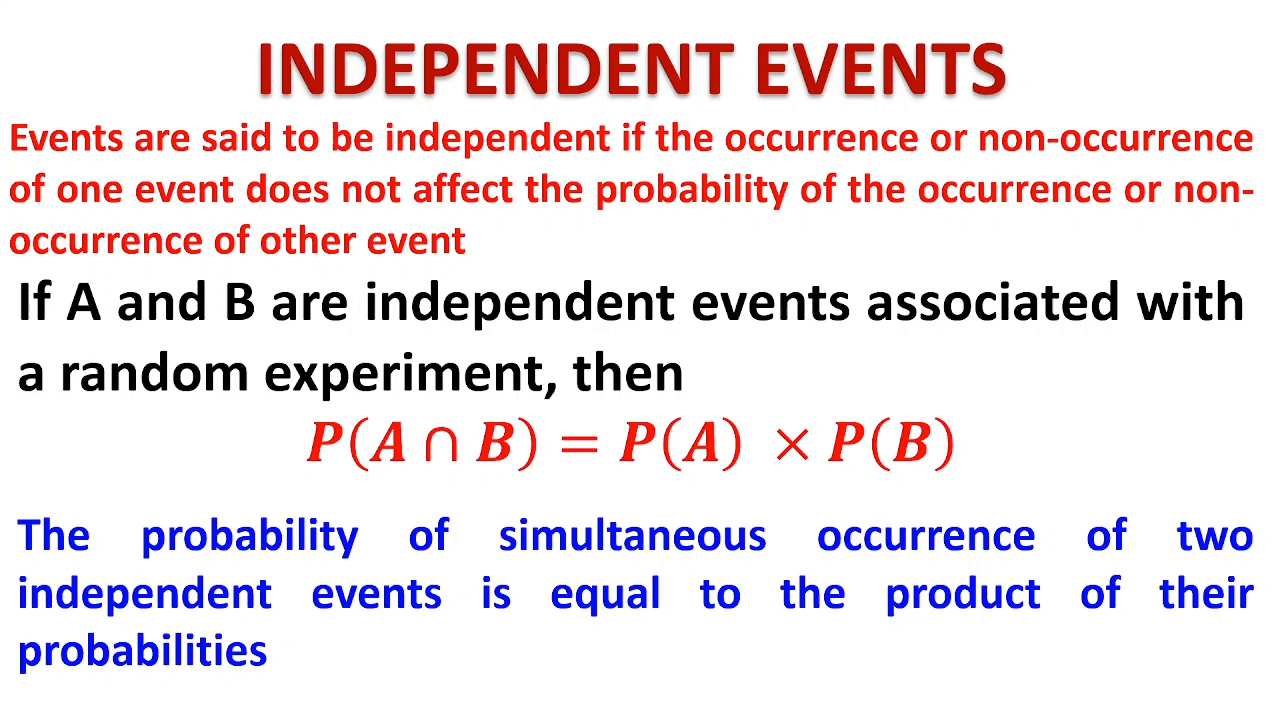 INDEPENDENT EVENTS
Events are said to be independent if the occurrence or non-occurrence
of one event does not affect the probability of the occurrence or non-
occurrence of other event
If A and B are independent events associated with
a random experiment, then
P(A ∩ B) = P(A) × P(B)
The probability of simultaneous occurrence of two
independent events is equal to the product of their
probabilities